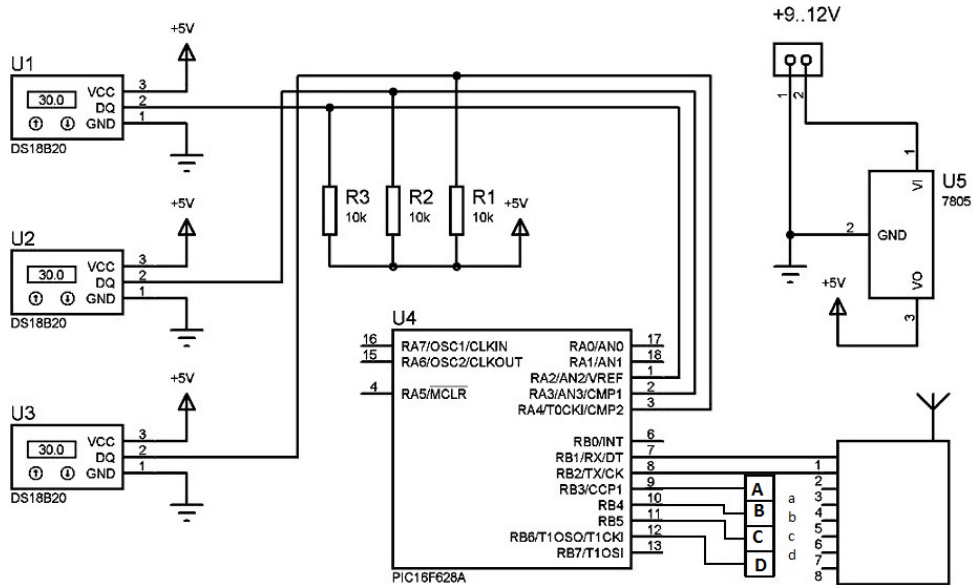 +9..12V
1
2
1
VI
U5
7805
2
GND
VO
3
+5V
U1
+5V
30.0
VCC
3
DQ
2
GND
1
DS18B20
U2
+5V
30.0
VCC
3
DQ
2
GND
1
DS18B20
U3
+5V
30.0
VCC
3
DQ
2
GND
1
DS18B20
R3
10k
R2
10k
R1
10k
+5V
U4
16 RA7/OSC1/CLKIN
15 RA6/OSC2/CLKOUT
4 RA5/MCLR
RA0/AN0 17
RA1/AN1 18
RA2/AN2/VREF 1
RA3/AN3/CMP1 2
RA4/T0CKI/CMP2 3
RB0/INT 6
RB1/RX/DT 7
RB2/TX/CK 8
RB3/CCP1 9
RB4 10
RB5 11
RB6/T1OSO/T1CKI 12
RB7/T1OSI 13
PIC16F628A
A
B
C
D
a
b
c
d
1
2
3
4
5
6
7
8